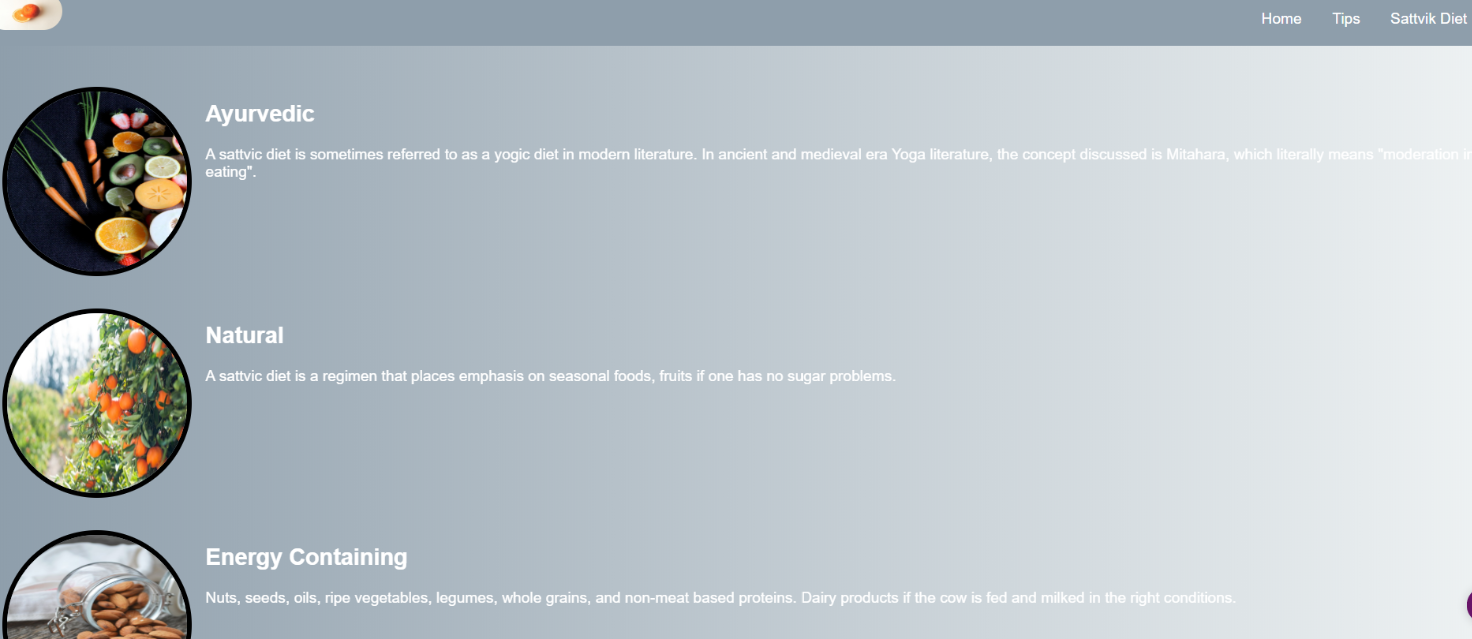 Home Tips Sattvik Diet
Ayurvedic
A sattvic diet is sometimes referred to as a yogic diet in modern literature. In ancient and medieval era Yoga literature, the concept discussed is Mitahara, which literally means "moderation in
eating".
Natural
A sattvic diet is a regimen that places emphasis on seasonal foods, fruits if one has no sugar problems.
Energy Containing
Nuts, seeds, oils, ripe vegetables, legumes, whole grains, and non-meat based proteins. Dairy products if the cow is fed and milked in the right conditions.